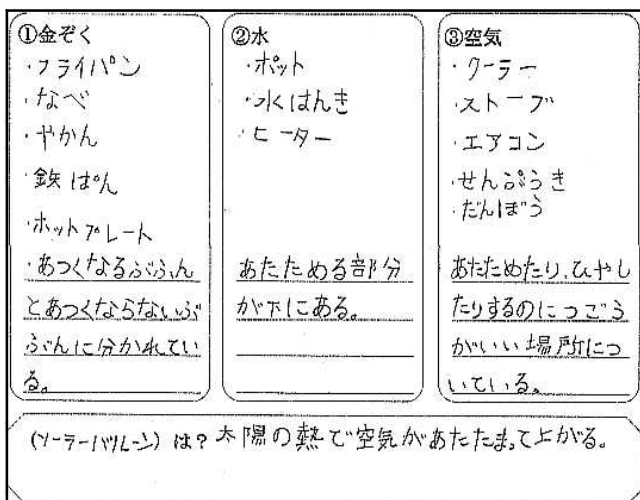 ①金ぞく
・フライパン
・なべ
・やかん
・鉄ぱん
・ホットプレート
・あつくなるぶぶん
とあつくならないぶ
ぶんに分かれてい
る。
②水
・ポット
・水はんき
・ヒーター
あたためる部分
が下にある。
③空気
・クーラー
・ストーブ
・エアコン
・せんぷうき
・だんぼう
あたためたり、ひやし
たりするのにつごう
がいい場所につ
いている。
(ソーラーバルーン)は?太陽の熱で空気があたたまって上がる。